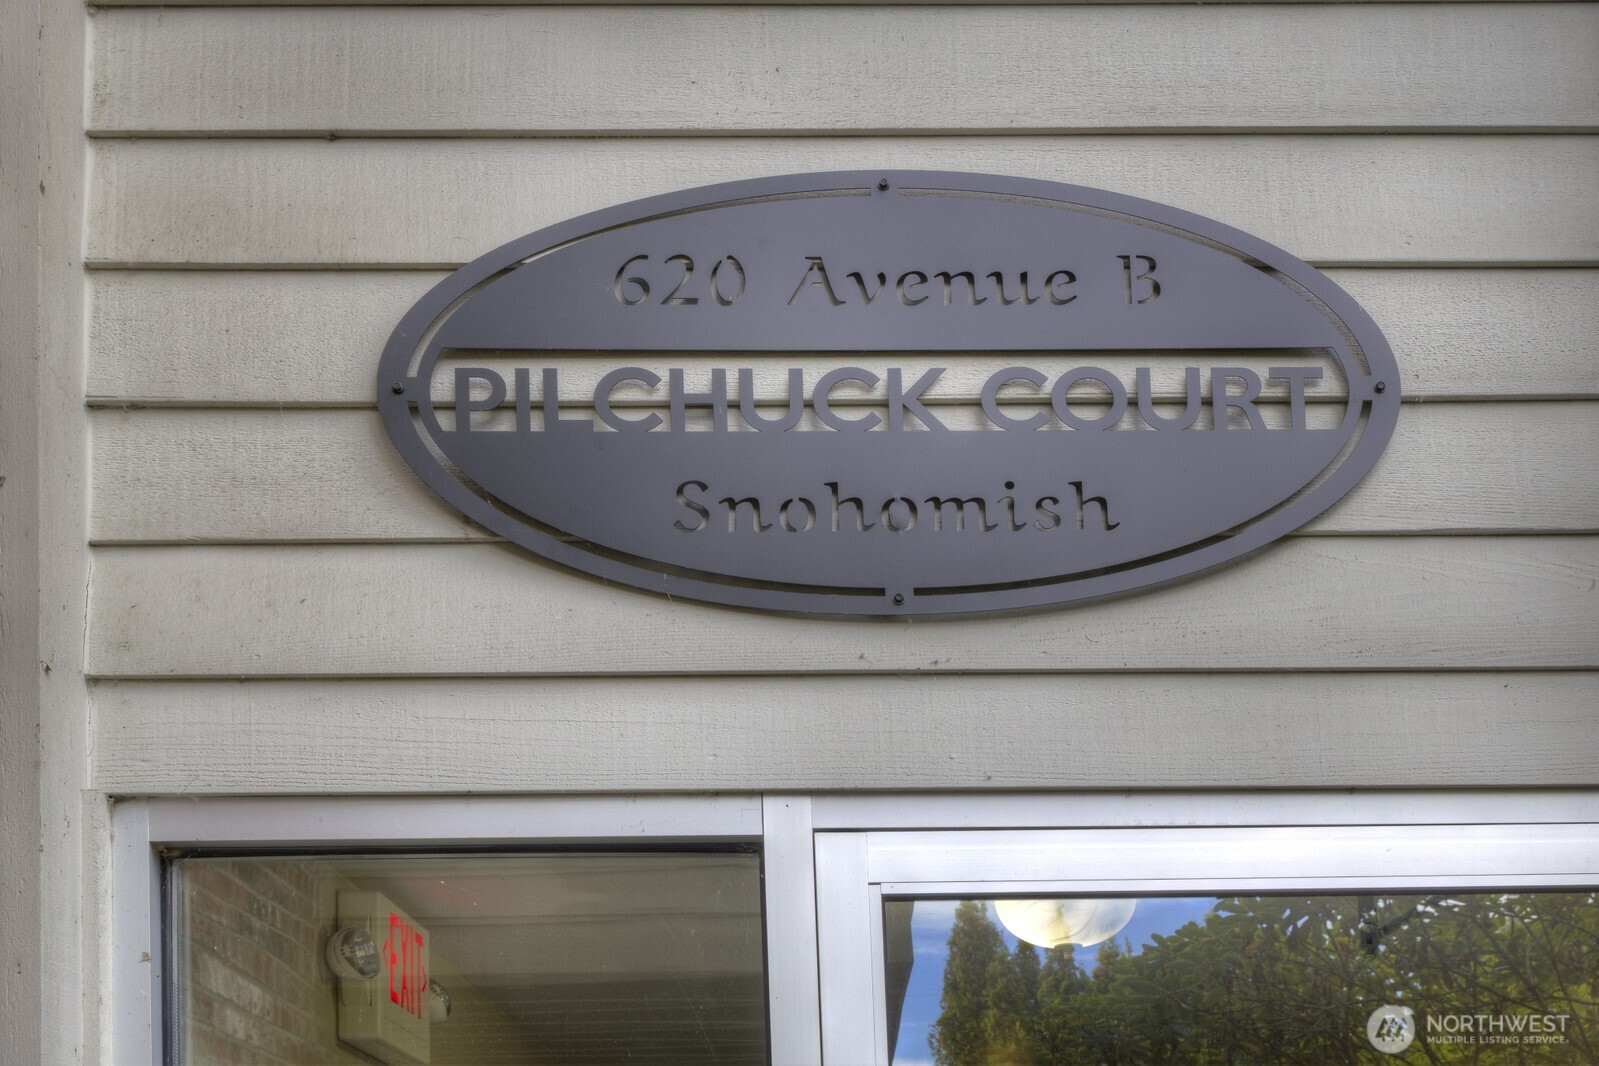 620 Avenue B
PILCHUCK COURT
Snohomish
EXIT
NORTHWEST
MULTIPLE LISTING SERVICE